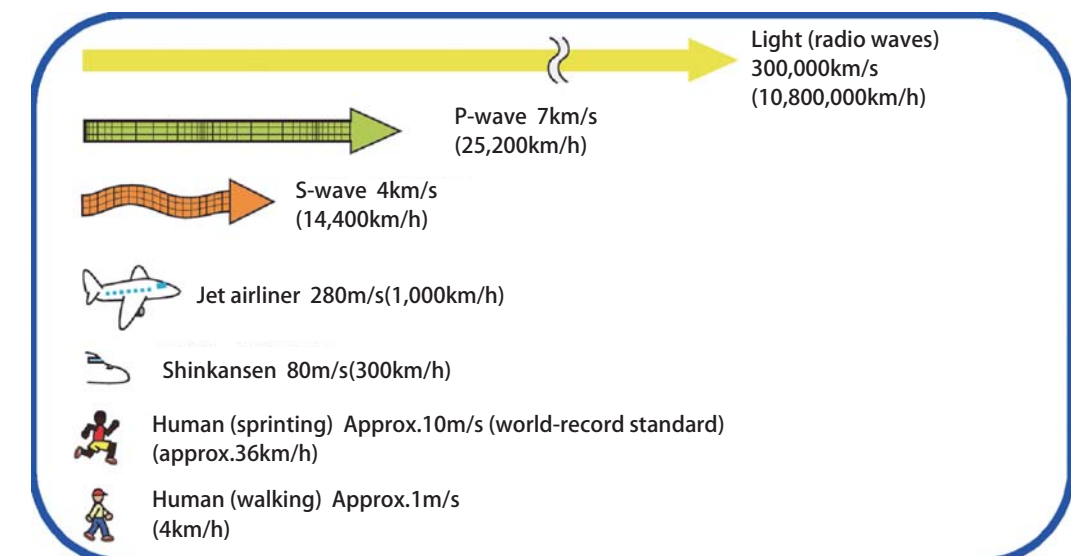 Light (radio waves)
300,000km/s
(10,800,000km/h)
P-wave 7km/s
(25,200km/h)
S-wave 4km/s
(14,400km/h)
Jet airliner 280m/s(1,000km/h)
Shinkansen 80m/s(300km/h)
Human (sprinting) Approx.10m/s (world-record standard)
(approx.36km/h)
Human (walking) Approx.1m/s
(4km/h)